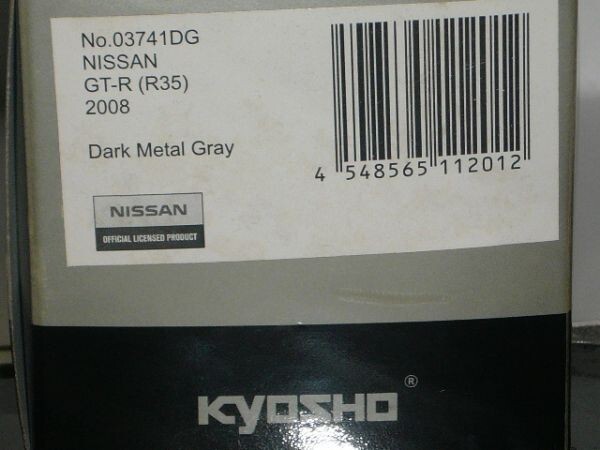 No.03741DG
NISSAN
GT-R (R35)
2008
Dark Metal Gray
4 548565 112012
NISSAN
OFFICIAL LICENSED PRODUCT
KYOSHO®